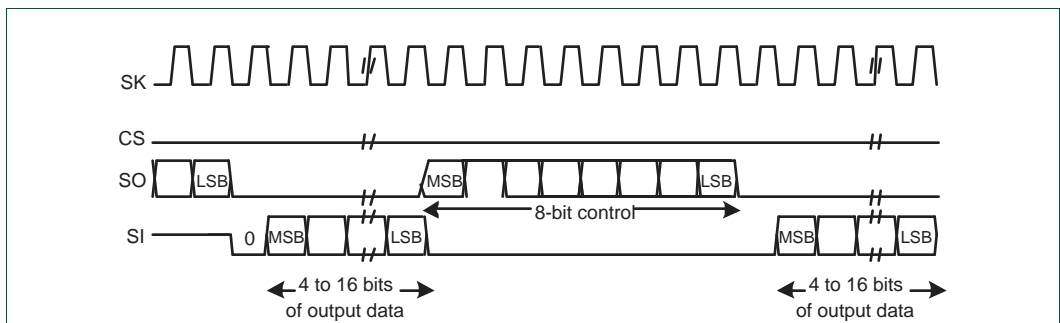 SK
CS
SO
LSB
MSB
LSB
8-bit control
SI
0
MSB
LSB
MSB
LSB
4 to 16 bits
of output data
4 to 16 bits
of output data